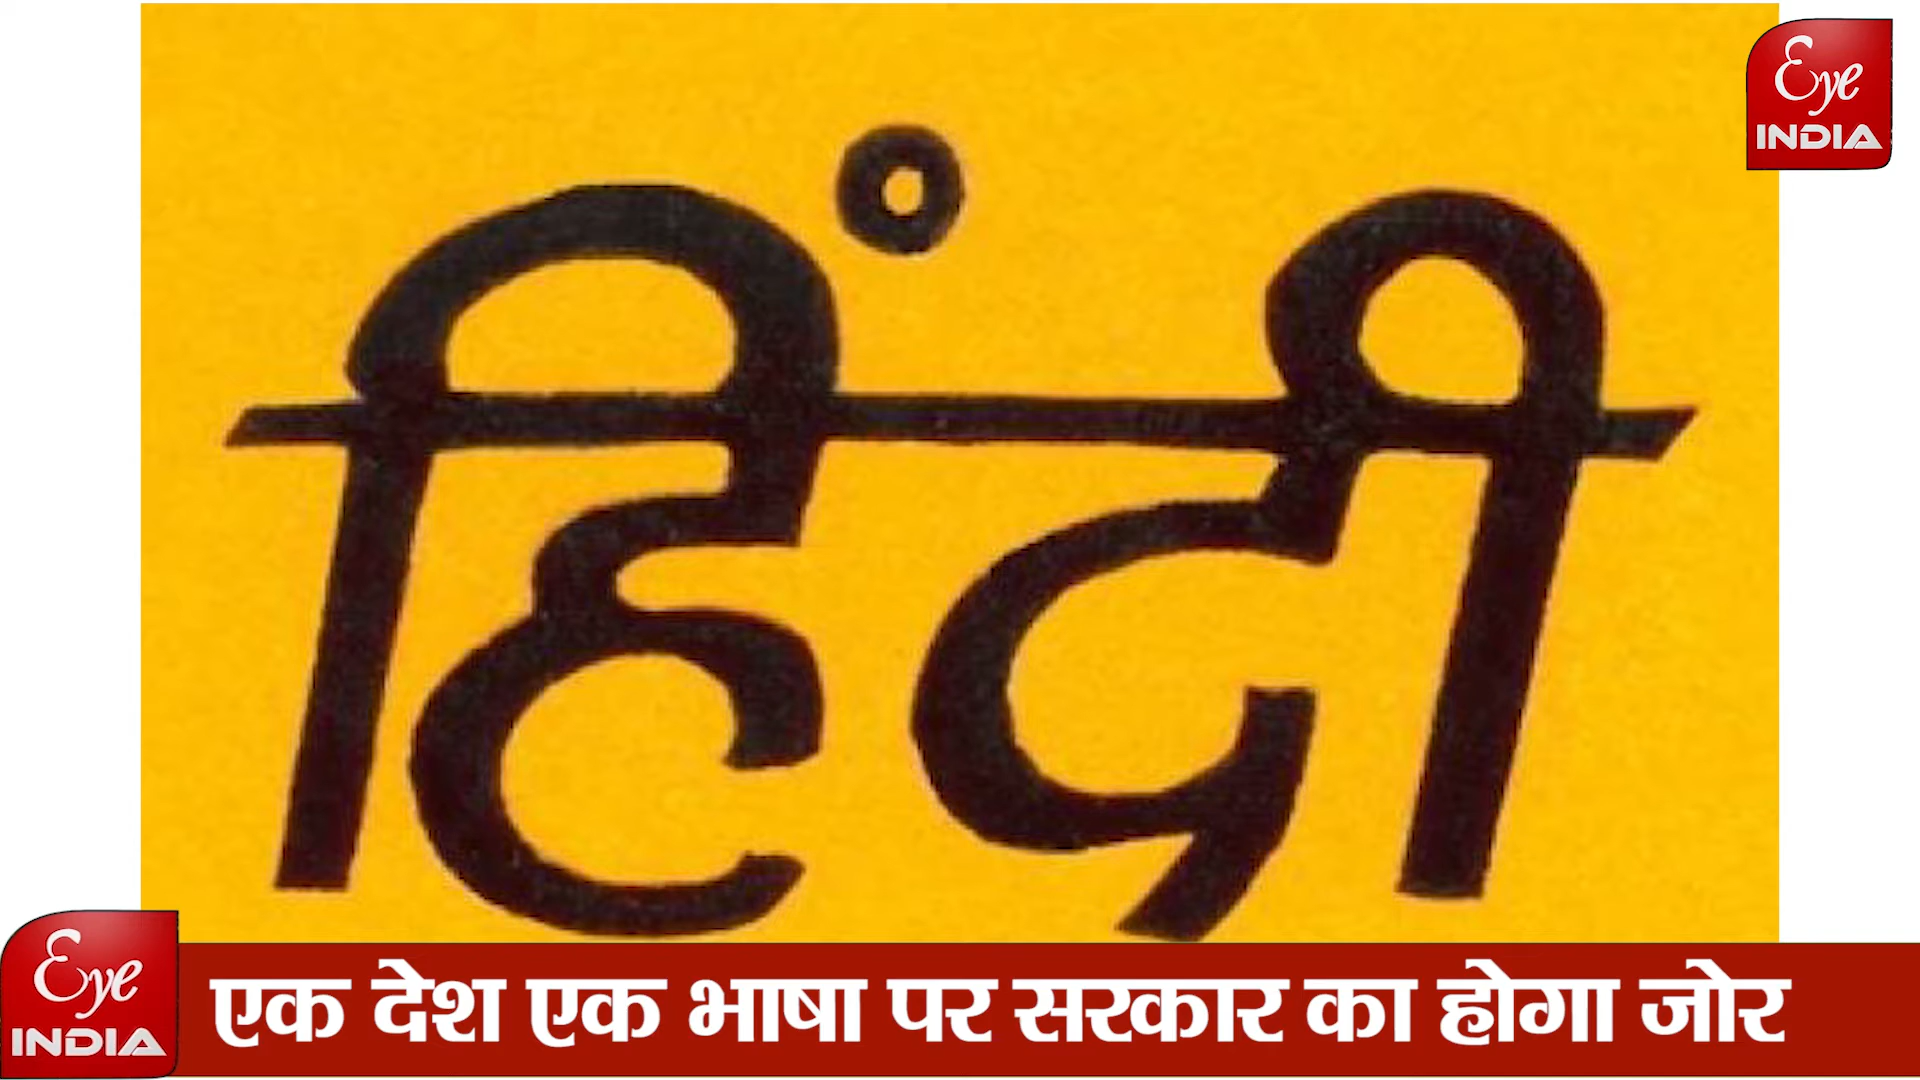 Eye
INDIA
हिंदी
Eye
INDIA
एक देश एक भाषा पर सरकार का होगा जोर